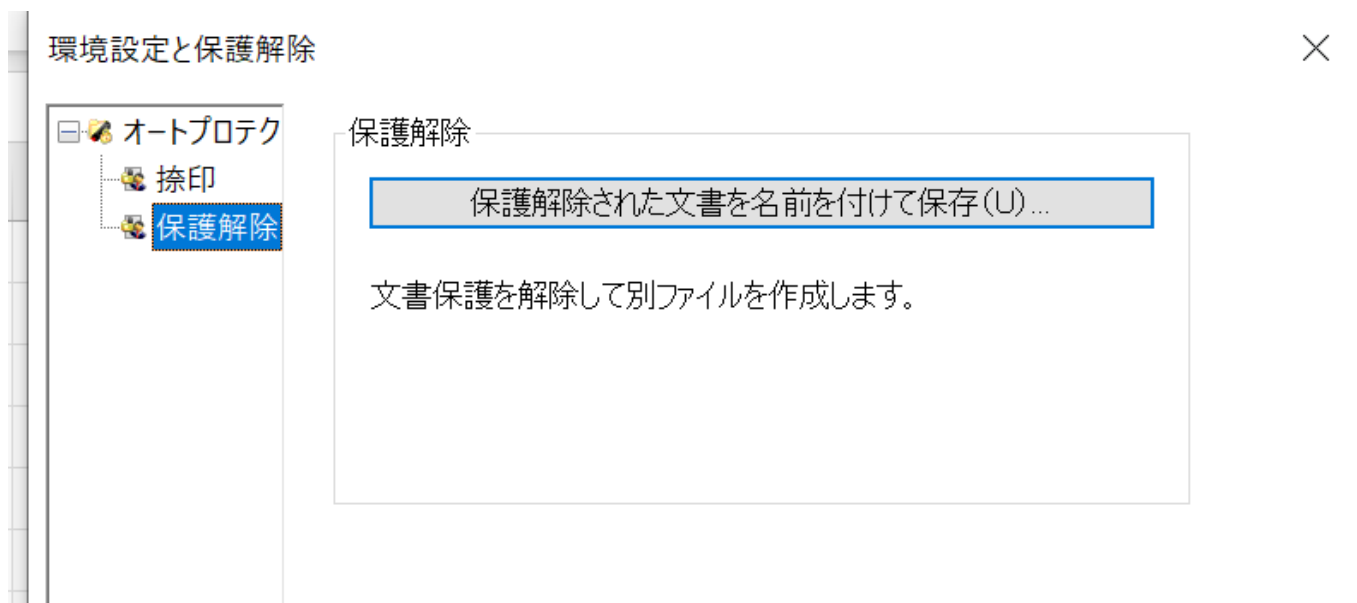 環境設定と保護解除
オートプロテク
捺印
保護解除
保護解除
保護解除された文書を名前を付けて保存(U)...
文書保護を解除して別ファイルを作成します。